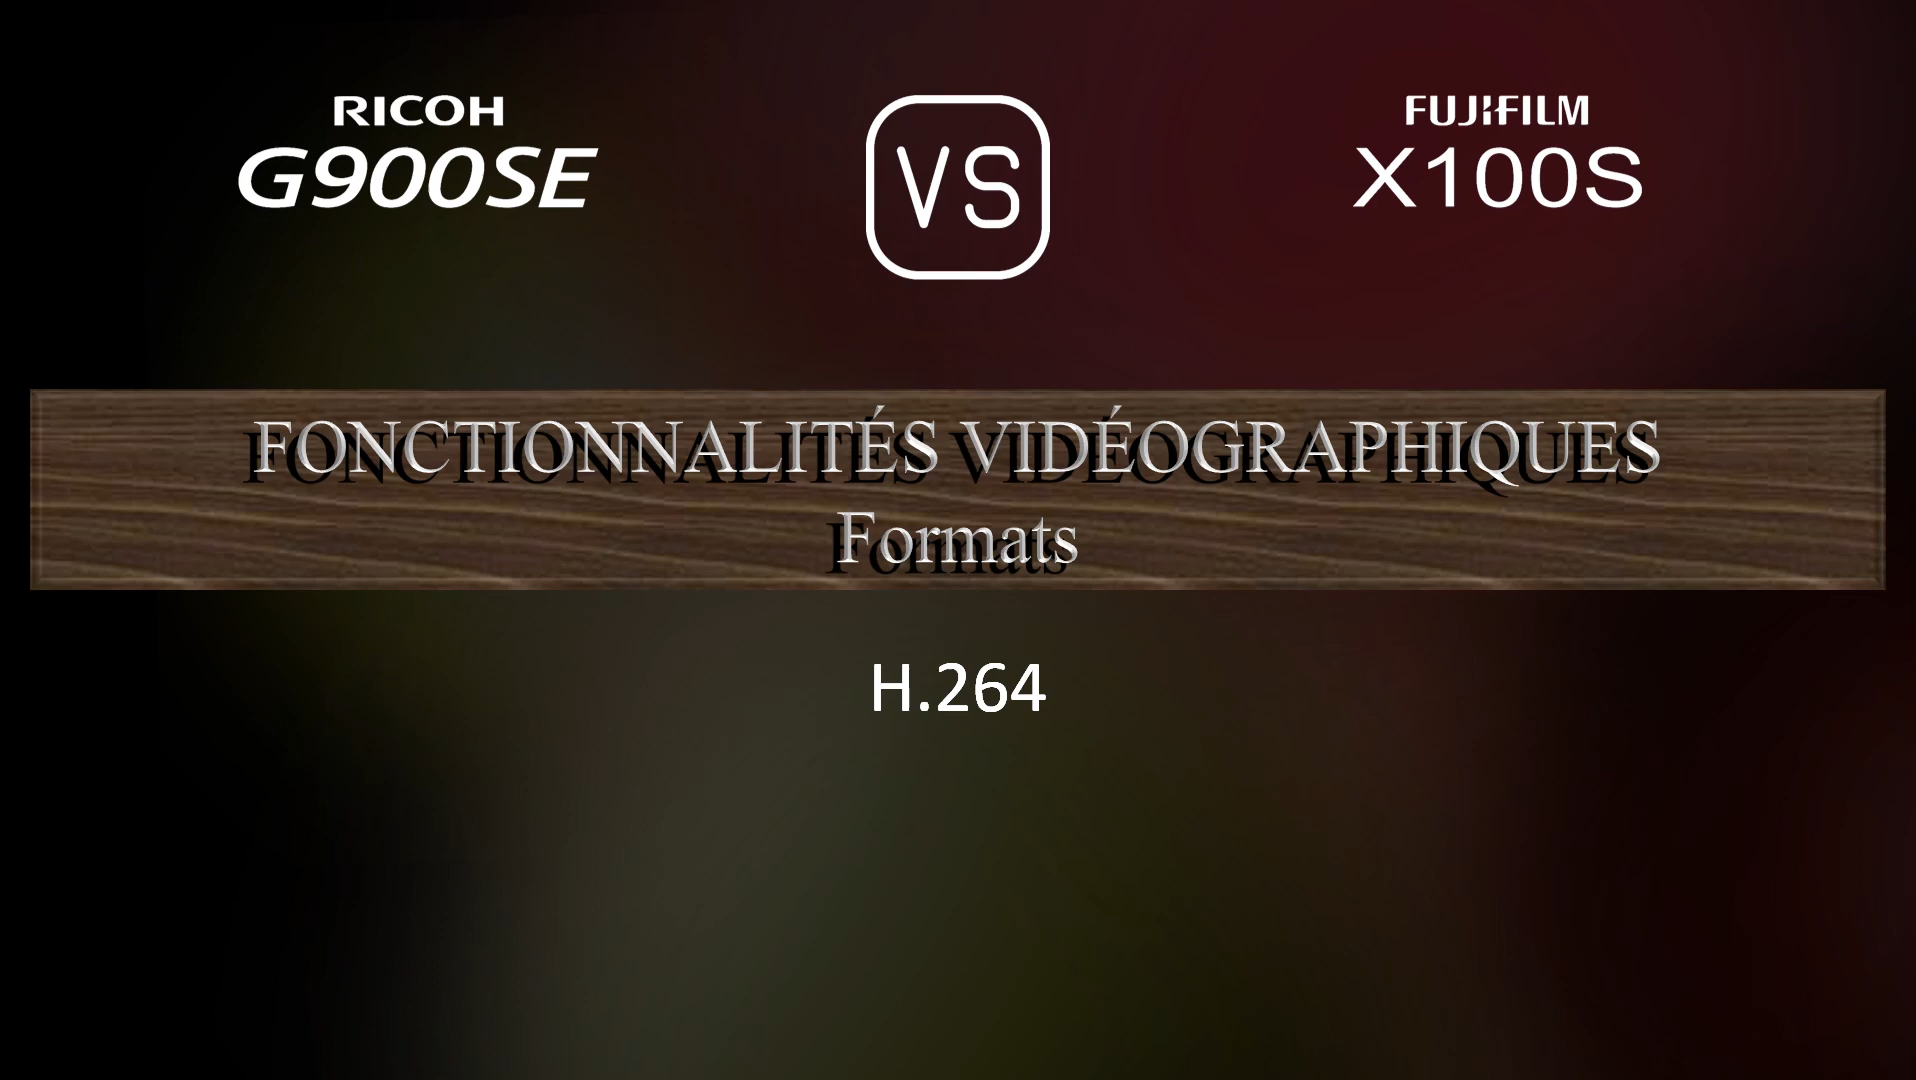 RICOH
G900SE
VS
FUJIFILM
X100S
FONCTIONNALITÉS VIDÉOGRAPHIQUES
Formats
H.264